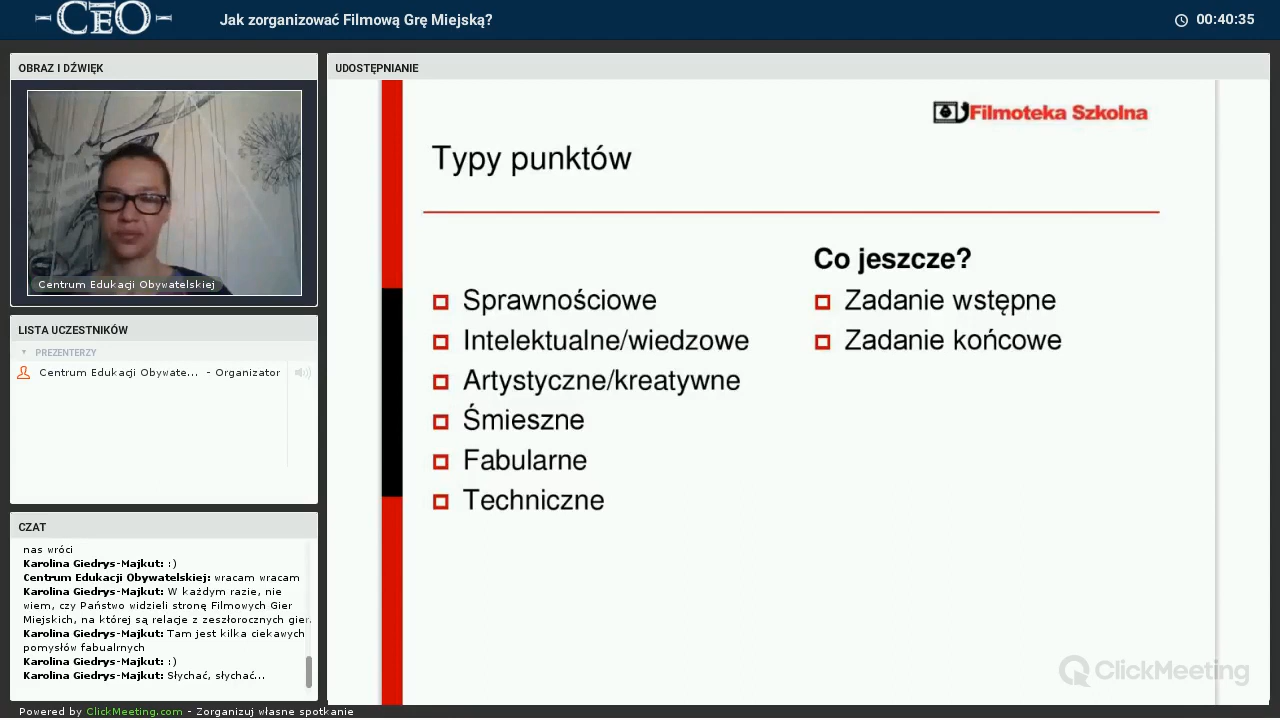 CEO
Jak zorganizować Filmową Grę Miejską?
00:40:35
OBRAZ I DŹWIĘK
Centrum Edukacji Obywatelskiej
LISTA UCZESTNIKÓW
PREZENTERZY
Centrum Edukacji Obywate... - Organizator
CZAT
nas wróci
Karolina Giedrys-Majkut: :)
Centrum Edukacji Obywatelskiej: wracam wracam
Karolina Giedrys-Majkut: W każdym razie, nie
wiem, czy Państwo widzieli stronę Filmowych Gier
Miejskich, na której są relacje z zeszłorocznych gier.
Karolina Giedrys-Majkut: Tam jest kilka ciekawych
pomysłów fabualrnych
Karolina Giedrys-Majkut: :)
Karolina Giedrys-Majkut: Słychać, słychać...
UDOSTĘPNIANIE
Filmoteka Szkolna
Typy punktów
Sprawnościowe
Intelektualne/wiedzowe
Artystyczne/kreatywne
Śmieszne
Fabularne
Techniczne
Co jeszcze?
Zadanie wstępne
Zadanie końcowe
ClickMeeting
Powered by ClickMeeting.com - Zorganizuj własne spotkanie